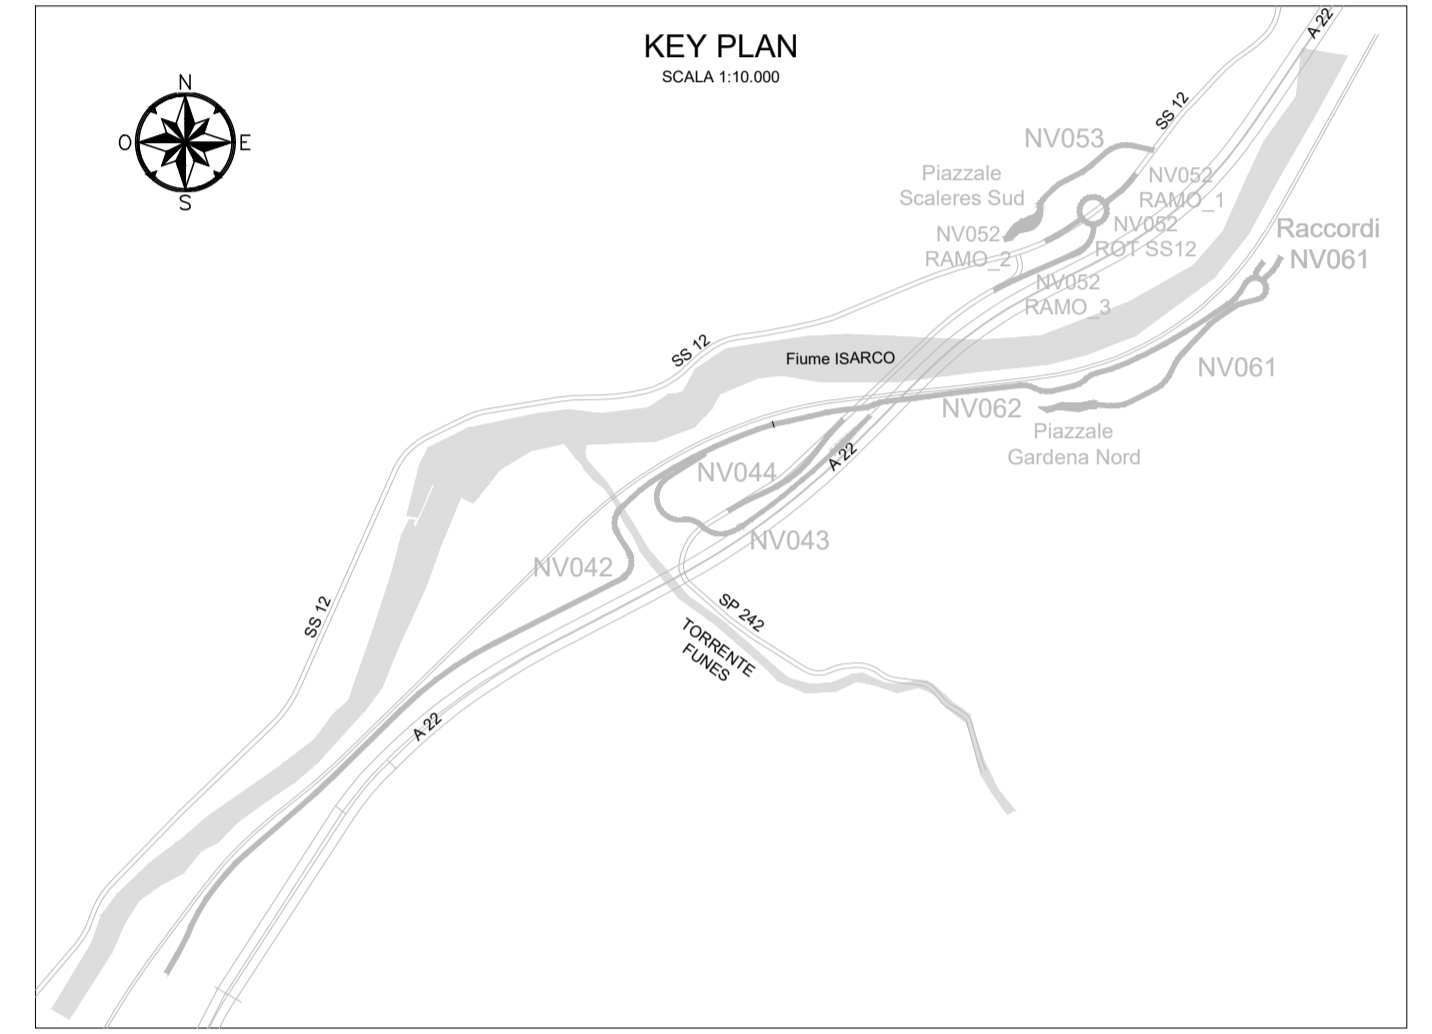 KEY PLAN
SCALA 1:10.000
N
O
E
S
A 22
SS 12
NV053
Piazzale
Scaleres Sud
NV052
RAMO_1
NV052
ROT SS12
NV052
RAMO_2
NV052
RAMO_3
Raccordi
NV061
SS 12
Fiume ISARCO
NV061
NV062
Piazzale
Gardena Nord
A 22
NV044
NV043
NV042
SS 12
SP 242
TORRENTE
FUNES
A 22